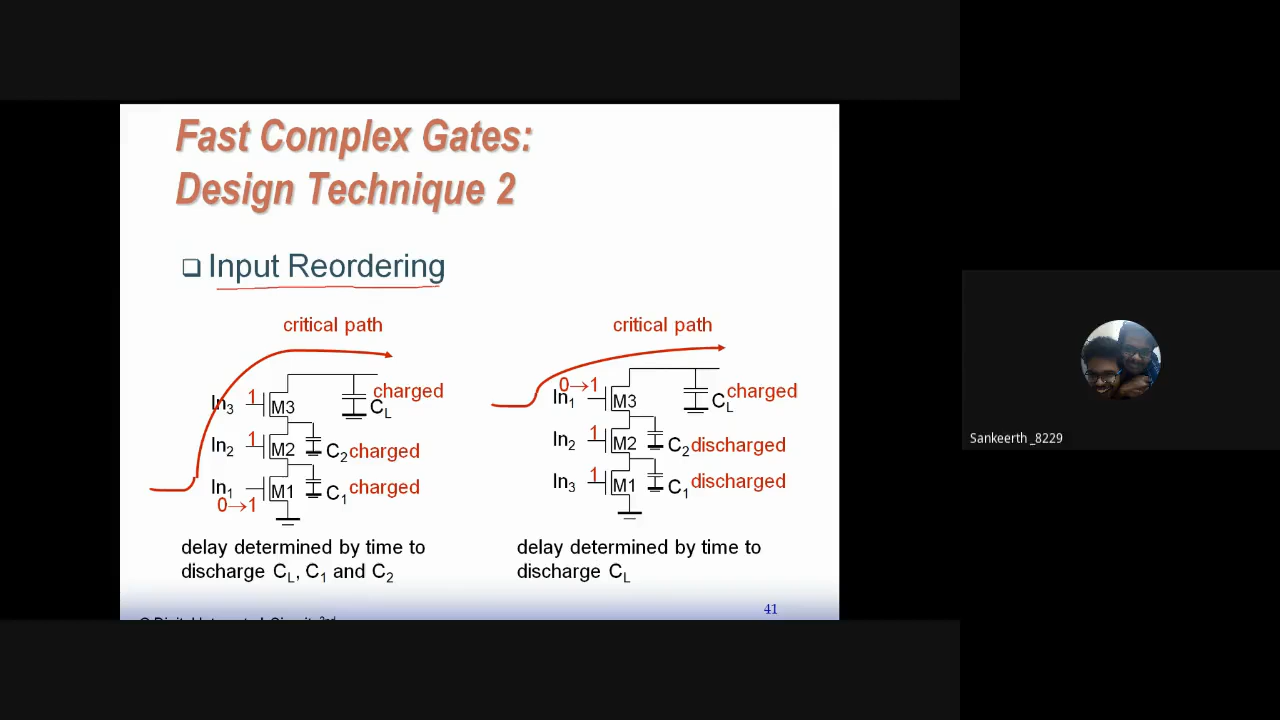 Fast Complex Gates:
Design Technique 2
Input Reordering
critical path
In3 1 M3 charged CL
In2 1 M2 C2 charged
In1 0→1 M1 C1 charged
delay determined by time to
discharge CL, C1 and C2
critical path
In1 0→1 M3 CL charged
In2 1 M2 C2 discharged
In3 1 M1 C1 discharged
delay determined by time to
discharge CL
41
Sankeerth_8229